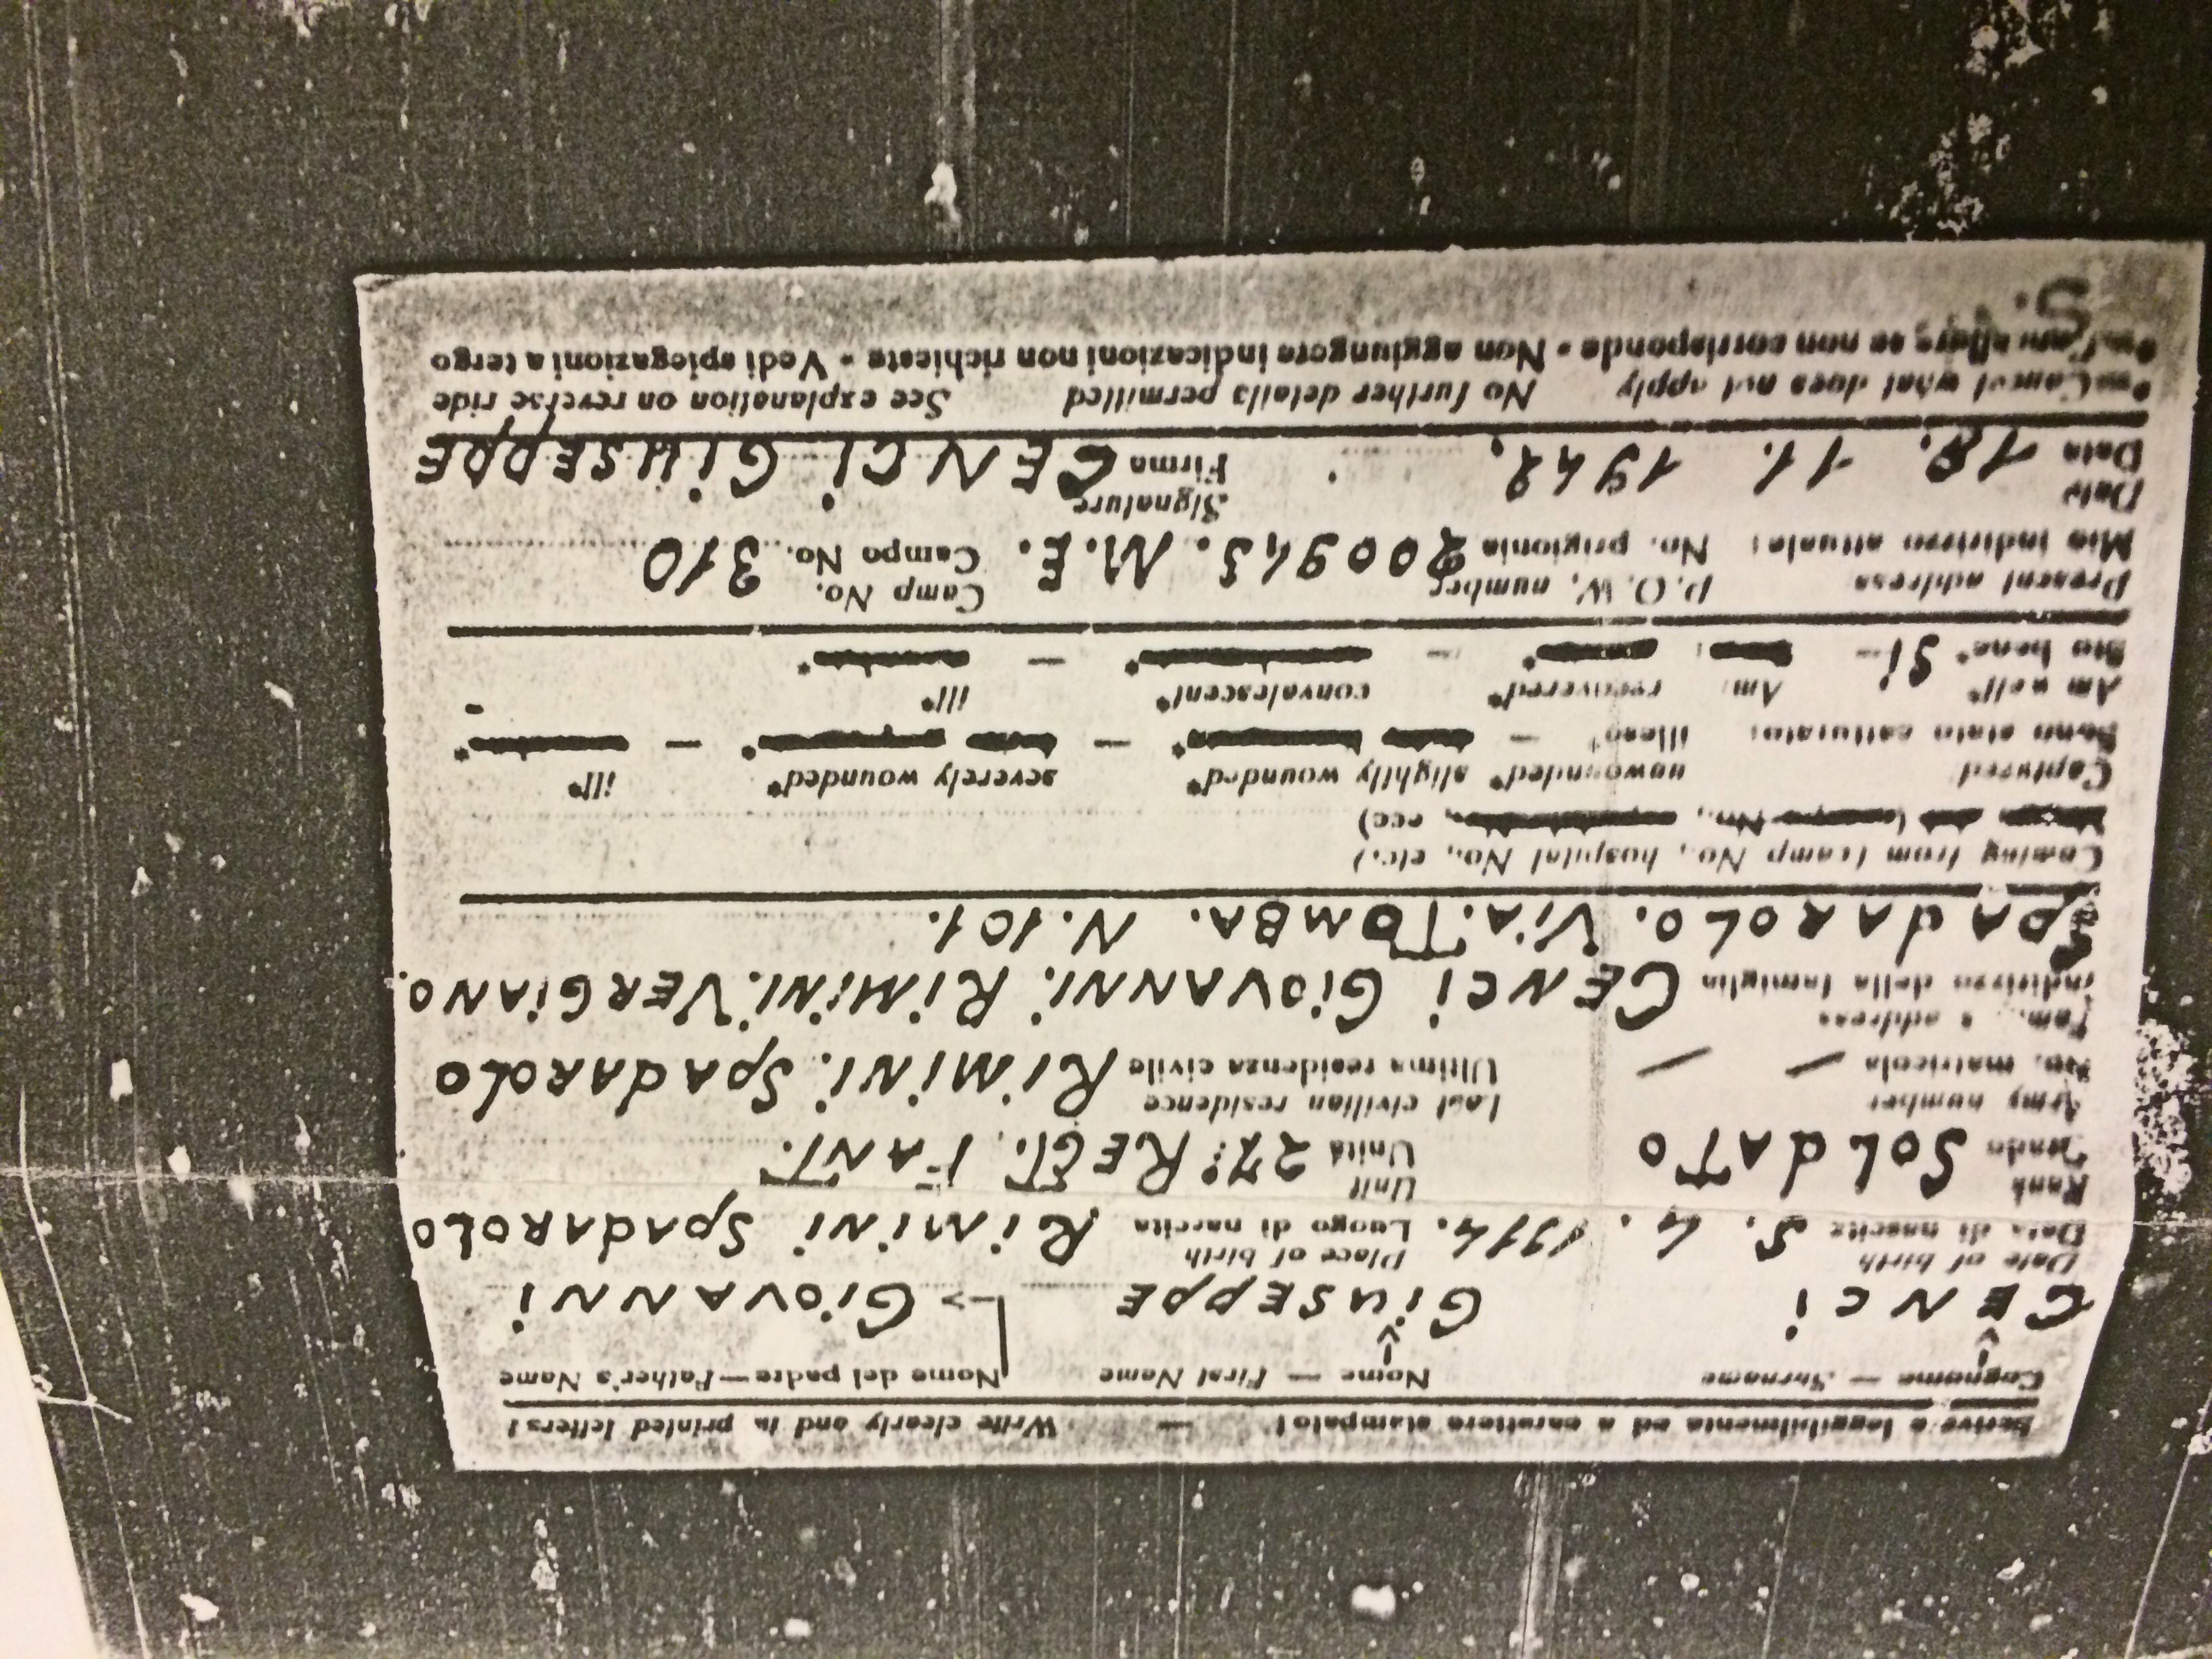 Scrivere leggibilmente ed a carattere stampato! — Write clearly and in printed letters!
Cognome — Surname Nome — First Name Nome del padre — Father's Name
CENCi GiUSEPPE -> GiOVANNi
Date of birth Place of birth
Data di nascita 5. 4. 1914. Luogo di nascita RiMiNi SPAdAROLO
Rank Unit
Grado SOLdATO Unità 27º REGT. FANT.
Army number Last civilian residence
No. matricola — — Ultima residenza civile RiMiNi. SPAdAROLO
Family's address
indirizzo della famiglia CENCi GiOVANNi. RiMiNi. VERGiANO.
SPAdAROLO. ViA. TOMBA. N. 101.
Coming from (camp No., hospital No., etc.)
No., ecc)
Captured unwounded* slightly wounded* severely wounded* ill*
Sono stato catturato: illeso* – – –
Am well* Am: recovered* convalescent* ill*
Sto bene* Si – – –
Present address P. O. W. number Camp No.
Mio indirizzo attuale: No. prigionia 200945. M.E. Campo No. 310
Date Signature
Data 18. 11. 1942. Firma CENCi GiUSEPPE
*Cancel what does not apply No further details permitted See explanation on reverse ride
se non corrisponde - Non aggiungere indicazioni non richieste - Vedi spiegazioni a tergo
S.